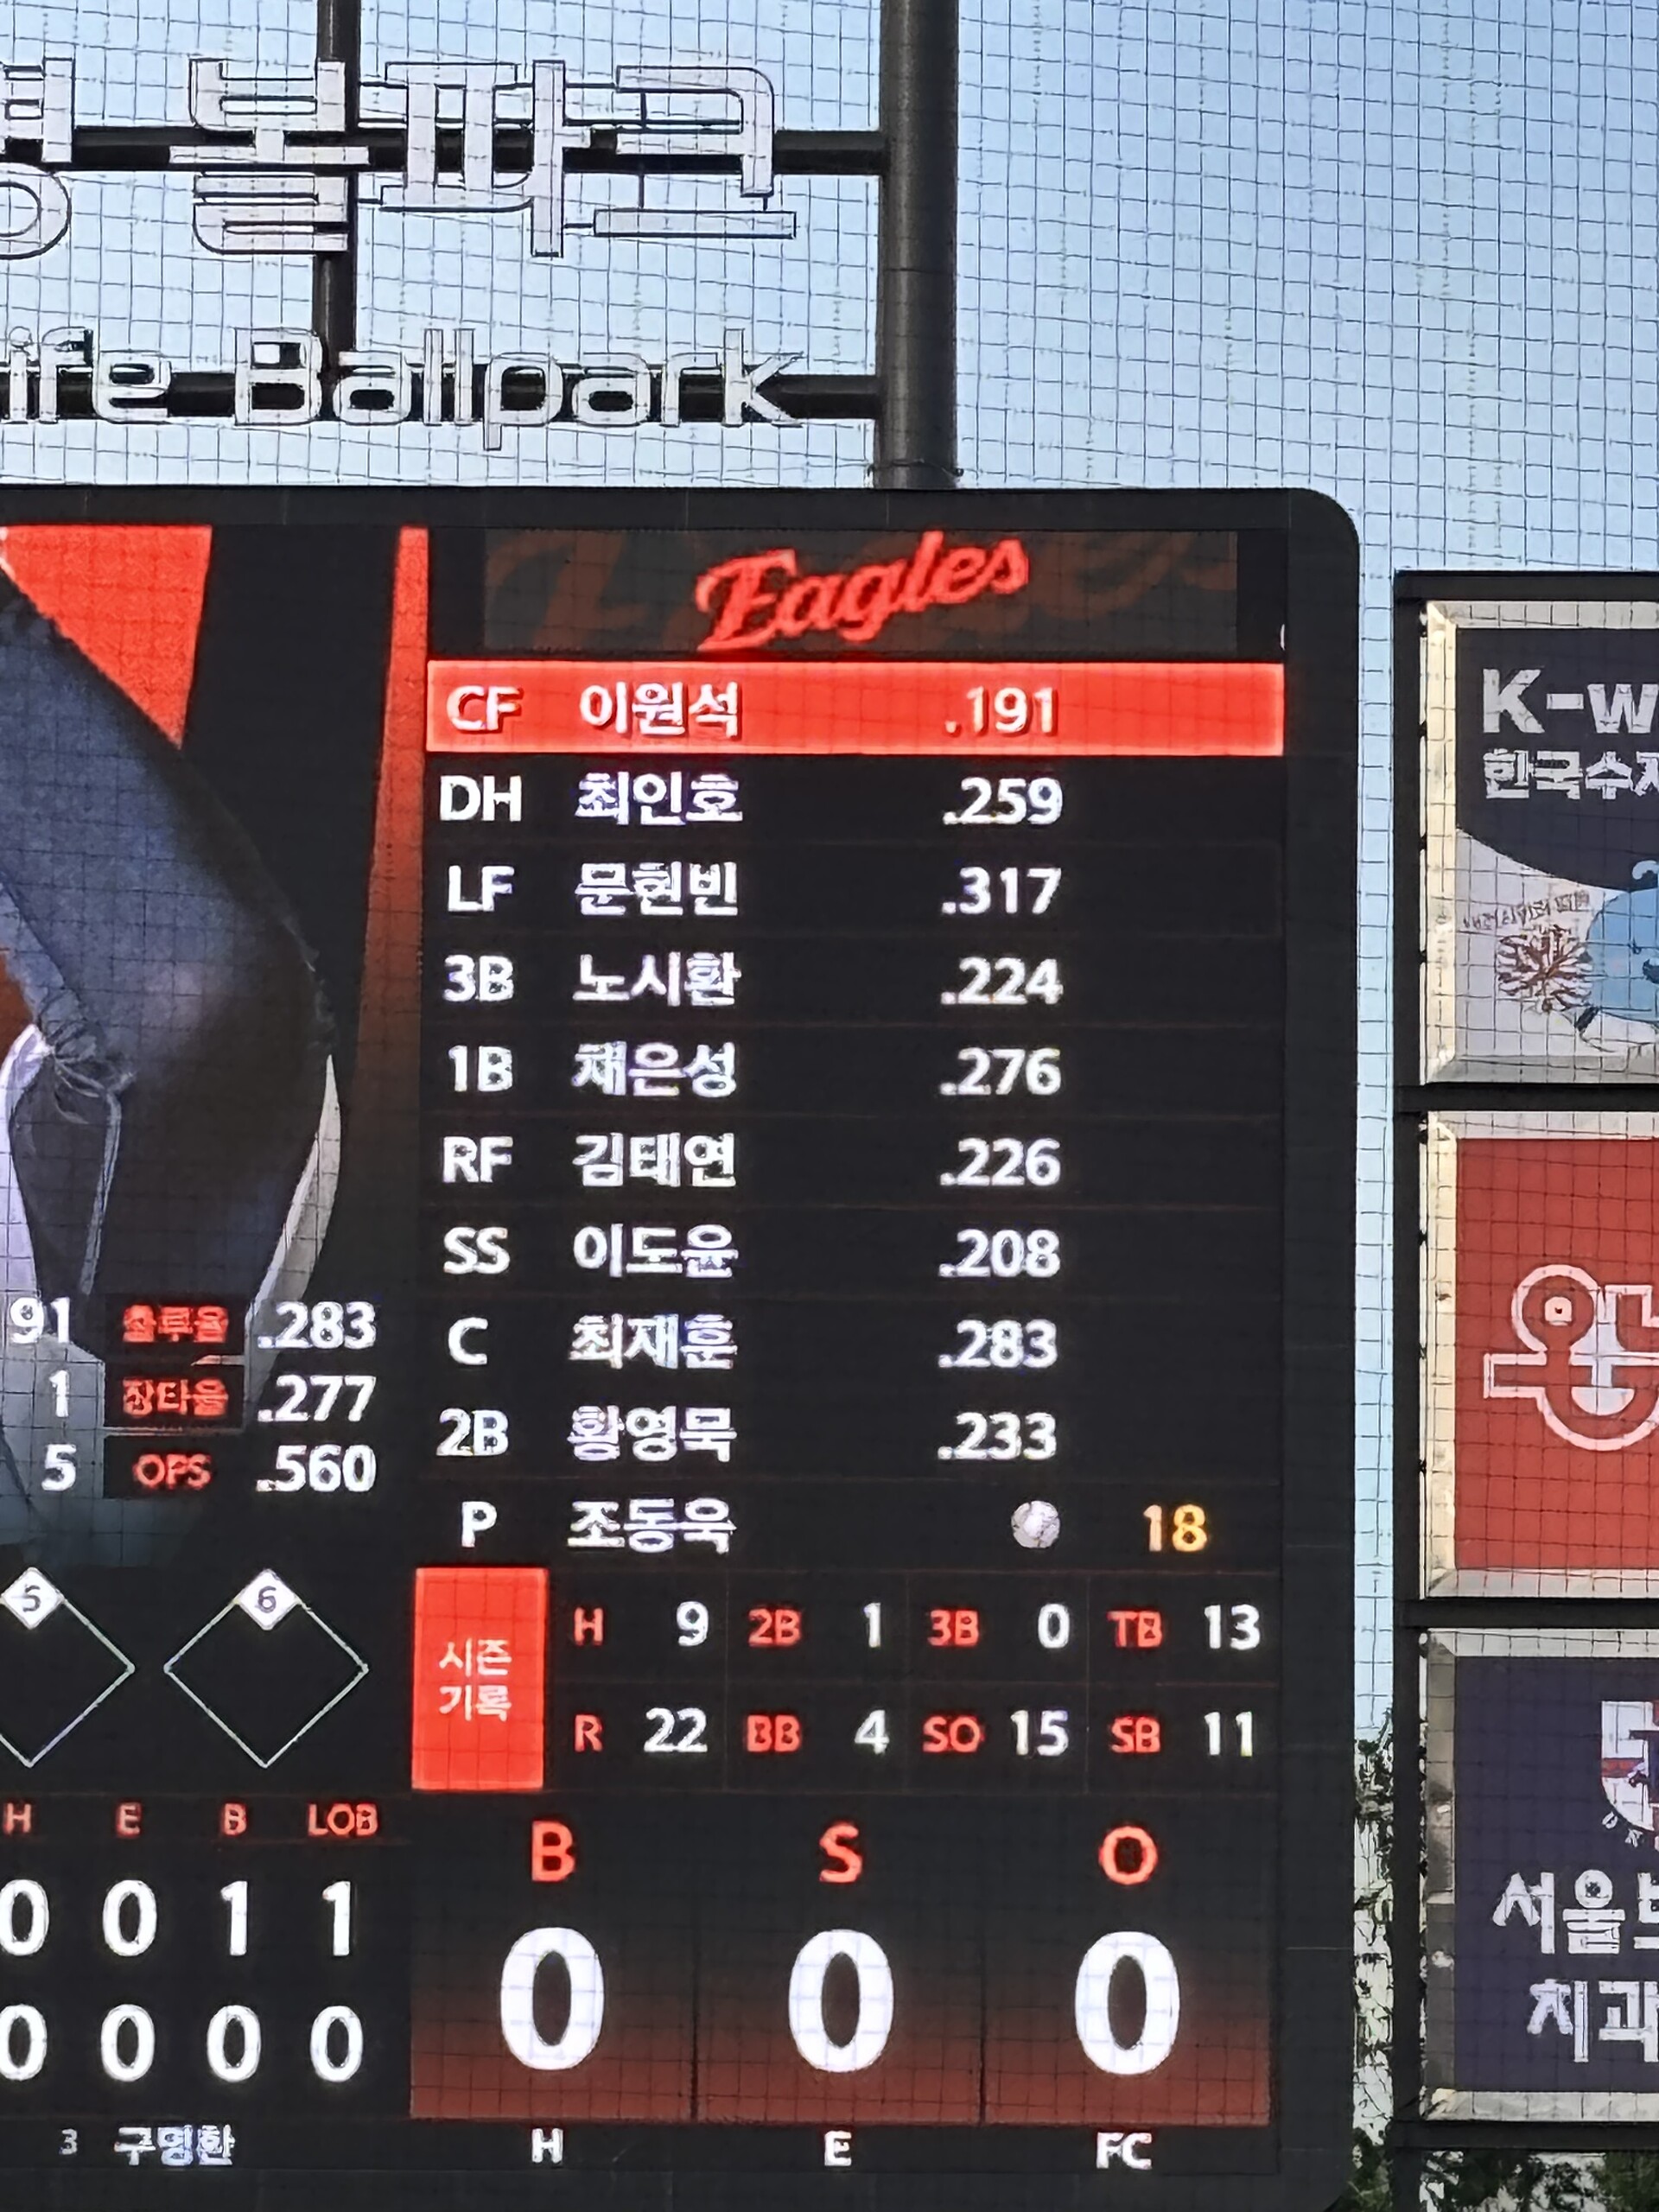 볼파크
ife Ballpark
Eagles
CF 이원석 .191
DH 최인호 .259
LF 문현빈 .317
3B 노시환 .224
1B 채은성 .276
RF 김태연 .226
SS 이도윤 .208
C 최재훈 .283
2B 황영묵 .233
P 조동욱 18
91 출루율 .283
1 장타율 .277
5 OPS .560
5 6
시즌
기록
H 9 2B 1 3B 0 TB 13
R 22 BB 4 SO 15 SB 11
H E B LOB
0 0 1 1
0 0 0 0
B S O
0 0 0
H E FC
3 구명환
K-w
한국수자
서울
치과